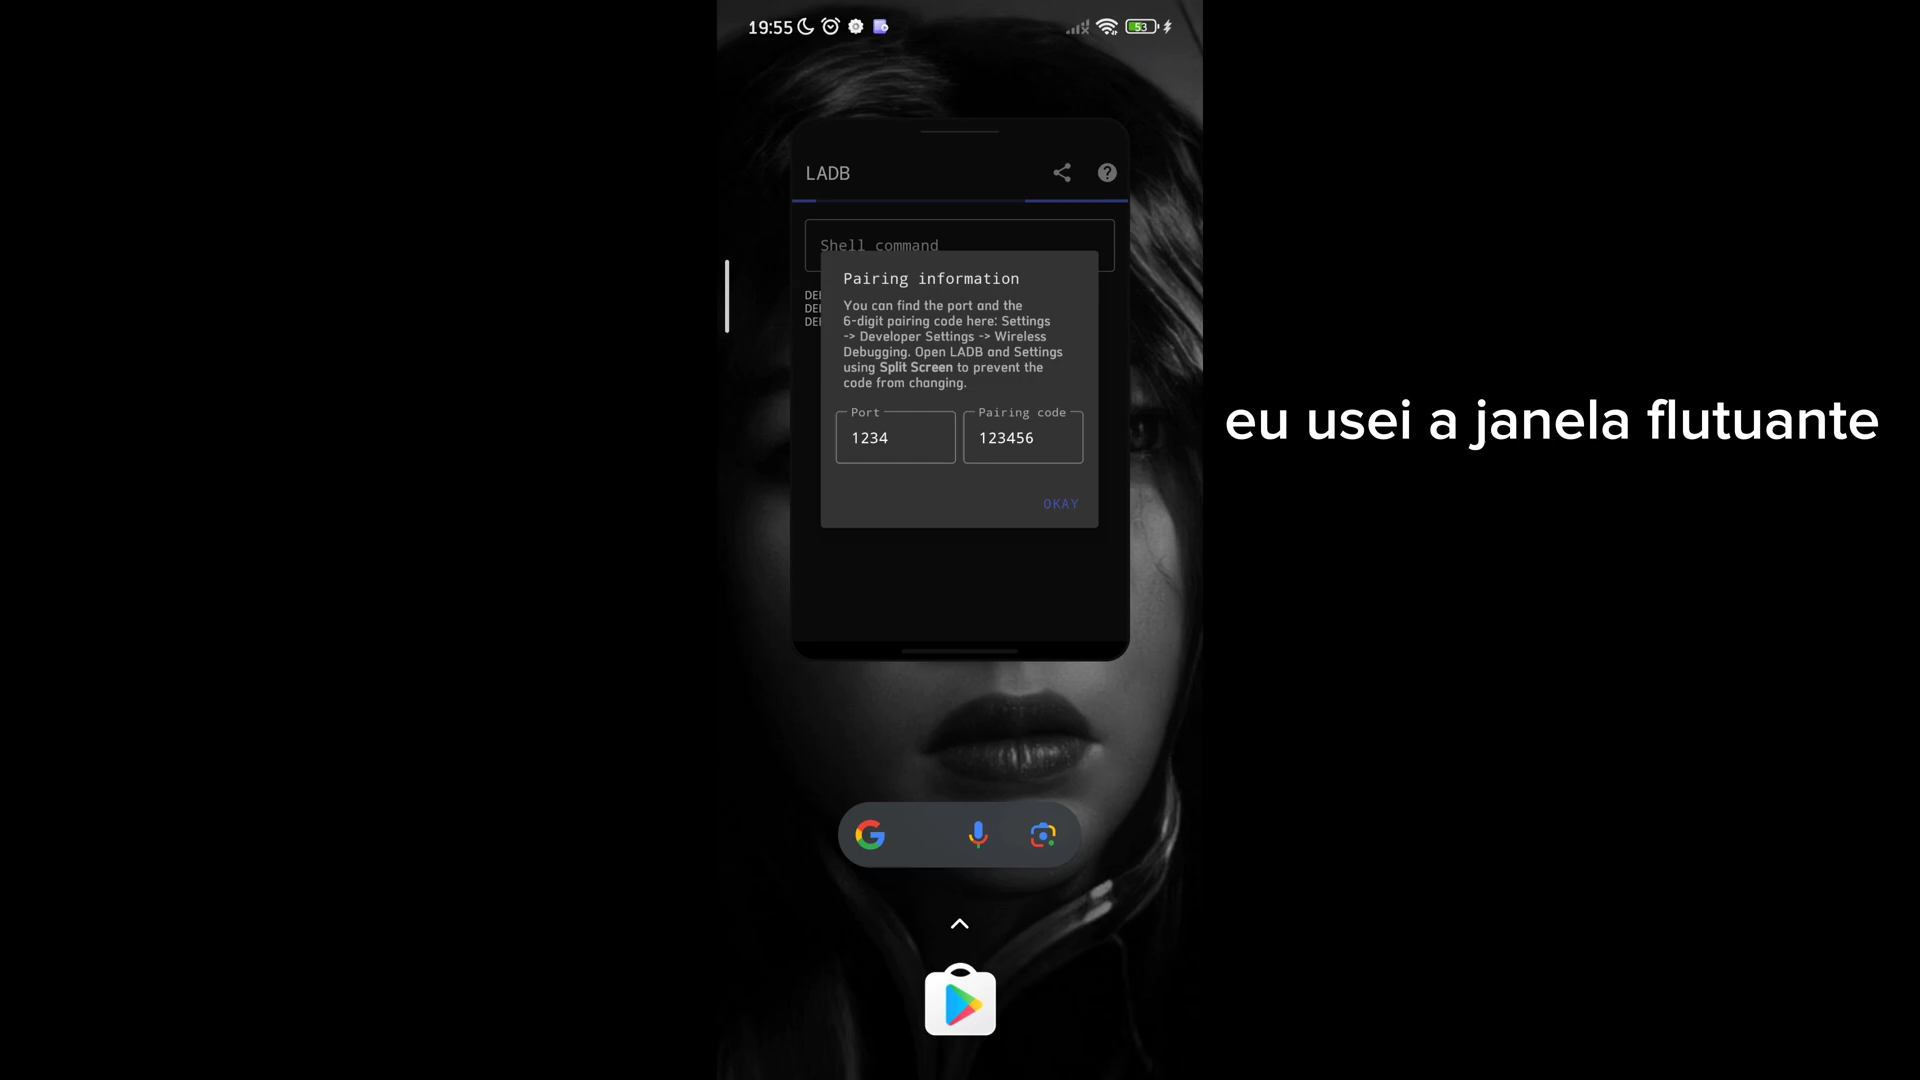 19:55
53
LADB
Shell command
Pairing information
You can find the port and the
6-digit pairing code here: Settings
-> Developer Settings -> Wireless
Debugging. Open LADB and Settings
using Split Screen to prevent the
code from changing.
Port
Pairing code
1234
123456
OKAY
eu usei a janela flutuante